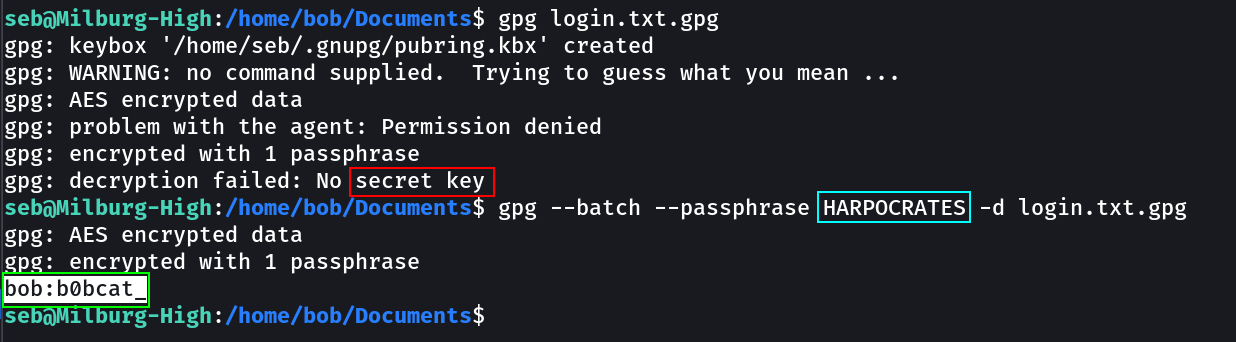 seb@Milburg-High:/home/bob/Documents$ gpg login.txt.gpg
gpg: keybox '/home/seb/.gnupg/pubring.kbx' created
gpg: WARNING: no command supplied.  Trying to guess what you mean ...
gpg: AES encrypted data
gpg: problem with the agent: Permission denied
gpg: encrypted with 1 passphrase
gpg: decryption failed: No secret key
seb@Milburg-High:/home/bob/Documents$ gpg --batch --passphrase HARPOCRATES -d login.txt.gpg
gpg: AES encrypted data
gpg: encrypted with 1 passphrase
bob:b0bcat_
seb@Milburg-High:/home/bob/Documents$